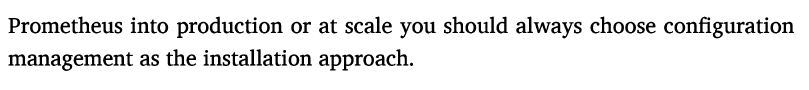 Prometheus into production or at scale you should always choose configuration
management as the installation approach.